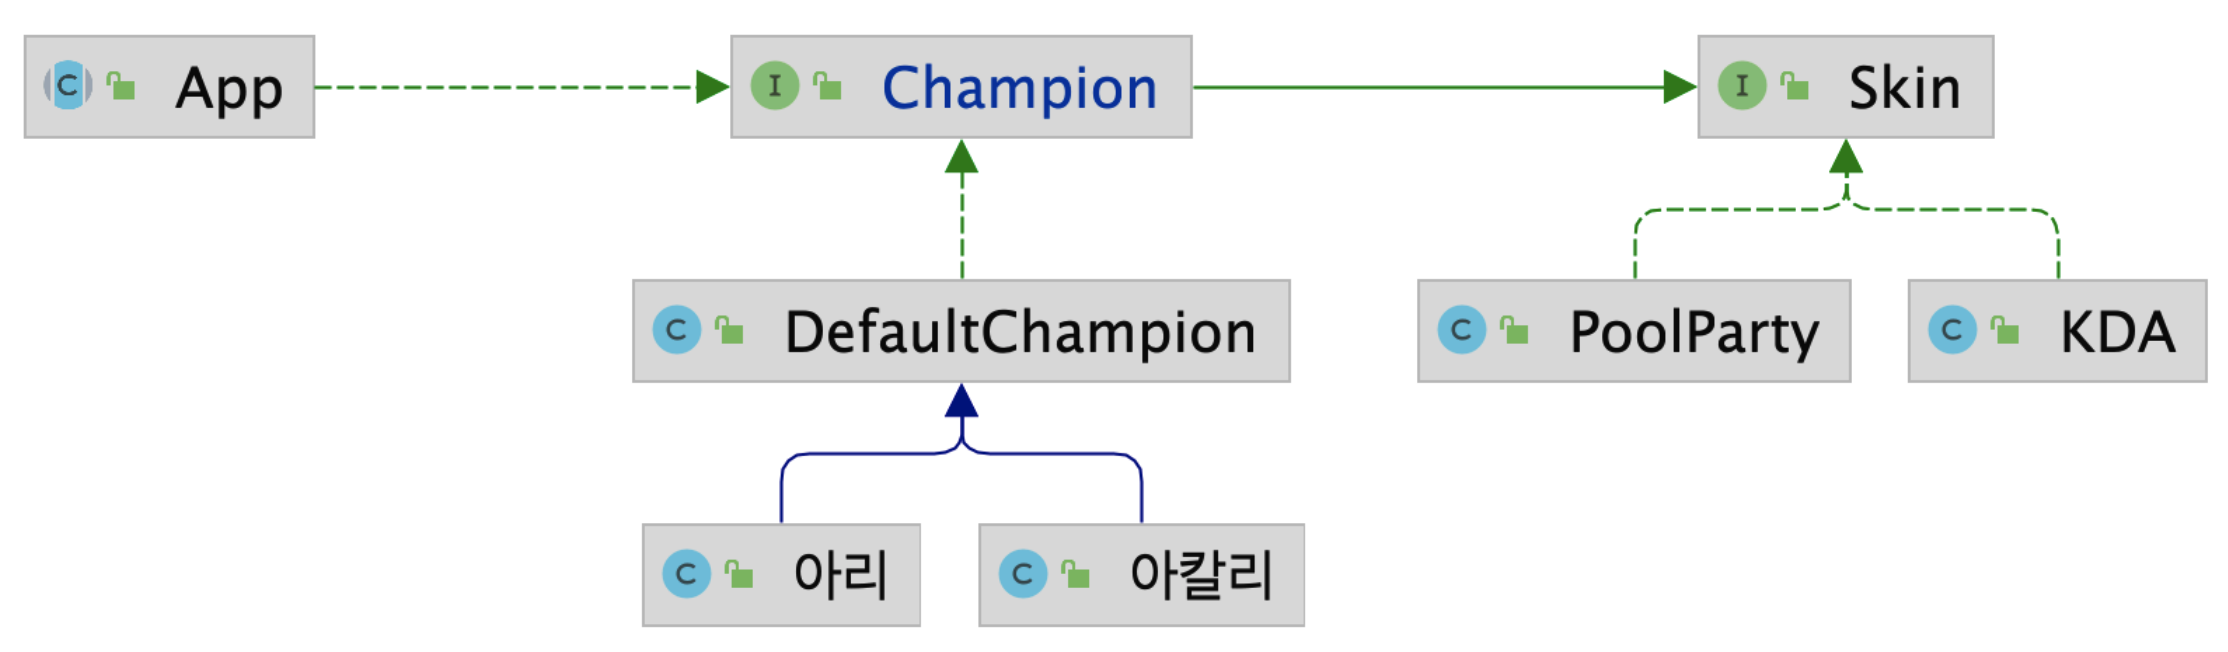 App
Champion
Skin
DefaultChampion
PoolParty
KDA
아리
아칼리